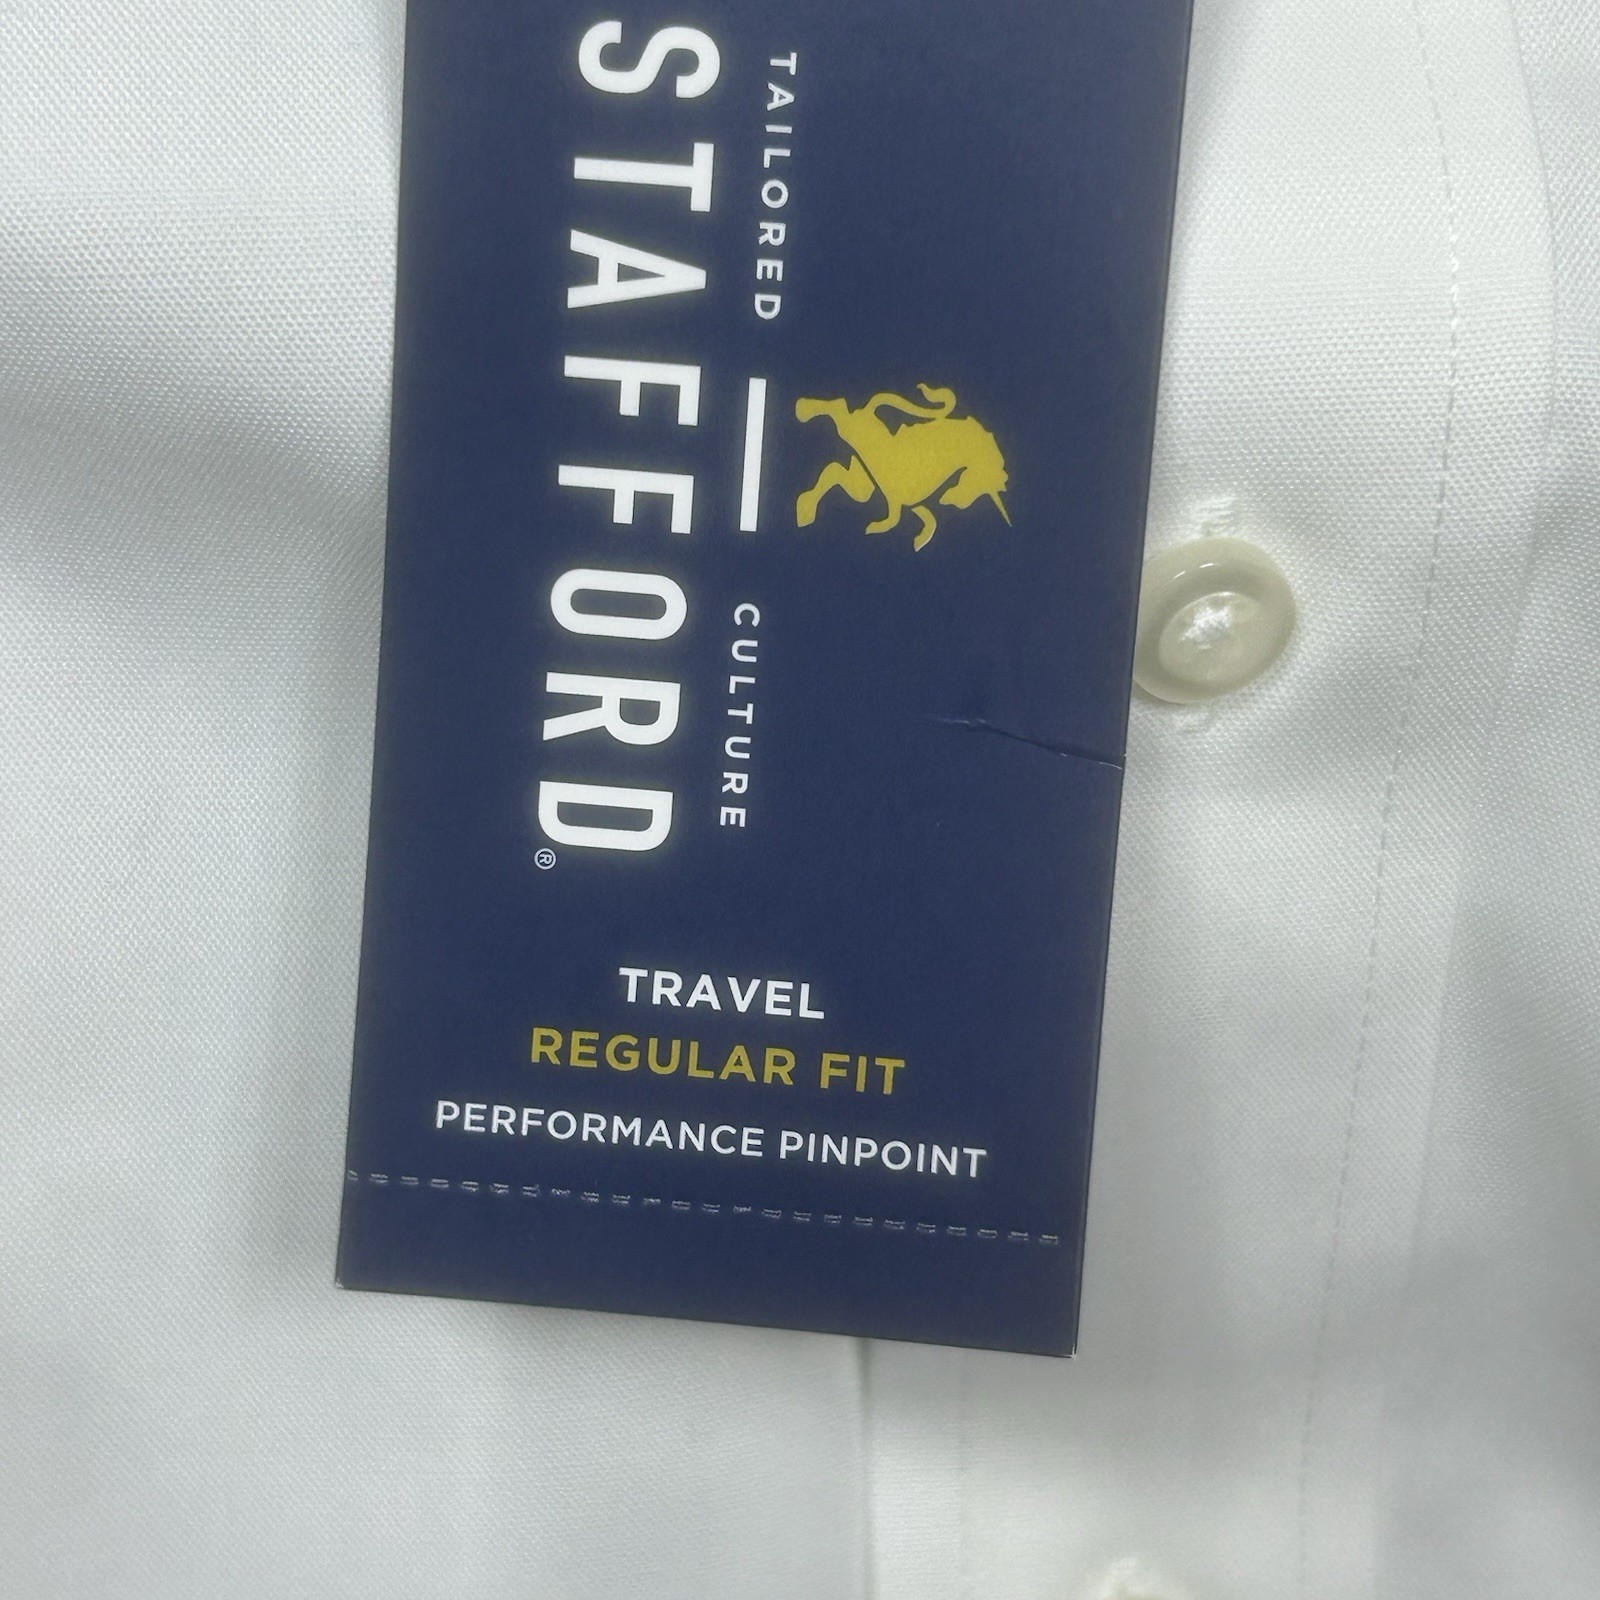 TAILORED CULTURE
STAFFORD®
TRAVEL
REGULAR FIT
PERFORMANCE PINPOINT